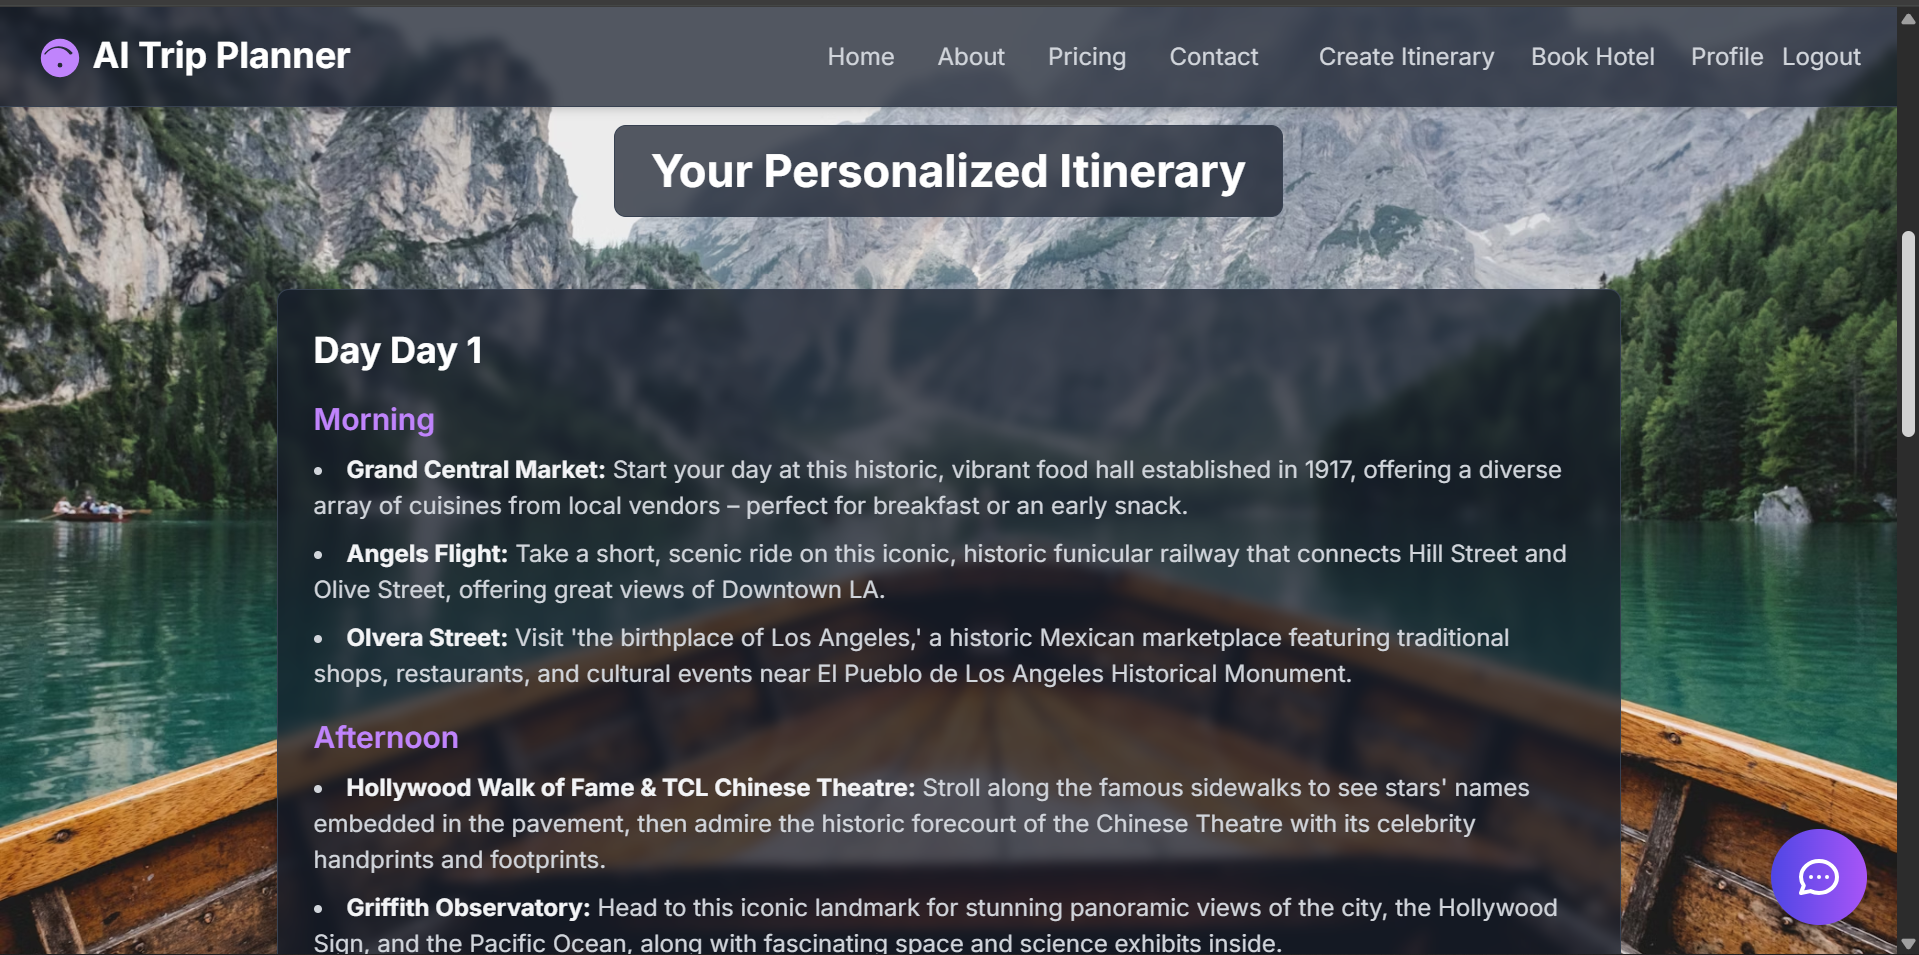 AI Trip Planner
Home About Pricing Contact Create Itinerary Book Hotel Profile Logout
Your Personalized Itinerary
Day Day 1
Morning
• Grand Central Market: Start your day at this historic, vibrant food hall established in 1917, offering a diverse
array of cuisines from local vendors – perfect for breakfast or an early snack.
• Angels Flight: Take a short, scenic ride on this iconic, historic funicular railway that connects Hill Street and
Olive Street, offering great views of Downtown LA.
• Olvera Street: Visit 'the birthplace of Los Angeles,' a historic Mexican marketplace featuring traditional
shops, restaurants, and cultural events near El Pueblo de Los Angeles Historical Monument.
Afternoon
• Hollywood Walk of Fame & TCL Chinese Theatre: Stroll along the famous sidewalks to see stars' names
embedded in the pavement, then admire the historic forecourt of the Chinese Theatre with its celebrity
handprints and footprints.
• Griffith Observatory: Head to this iconic landmark for stunning panoramic views of the city, the Hollywood
Sign, and the Pacific Ocean, along with fascinating space and science exhibits inside.